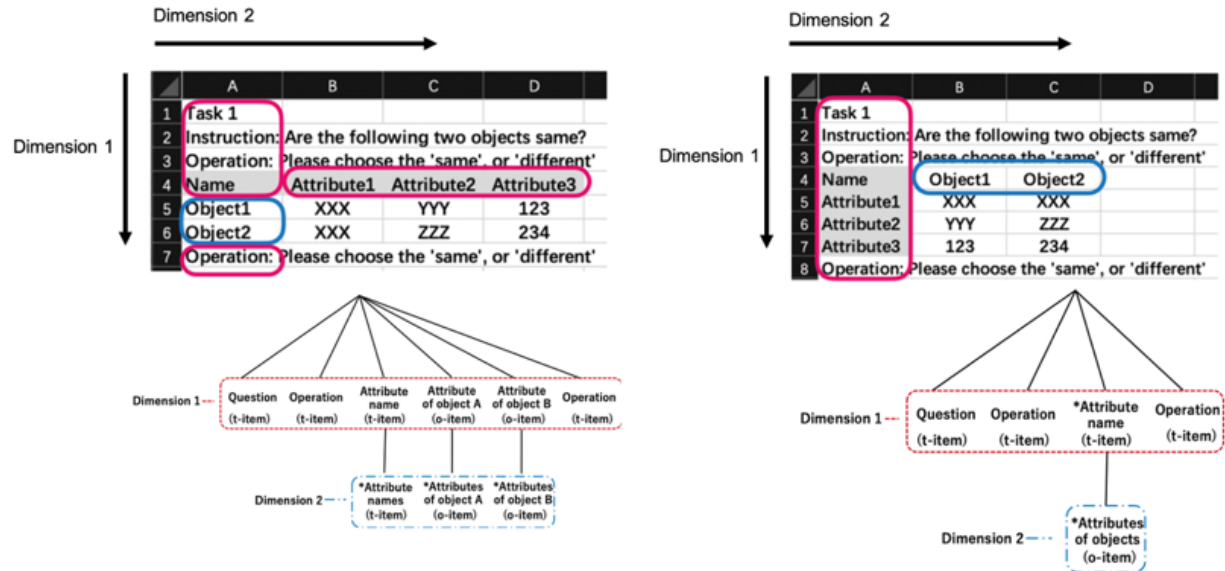 Dimension 2
Dimension 1
A B C D
1 Task 1
2 Instruction: Are the following two objects same?
3 Operation: Please choose the 'same', or 'different'
4 Name Attribute1 Attribute2 Attribute3
5 Object1 XXX YYY 123
6 Object2 XXX ZZZ 234
7 Operation: Please choose the 'same', or 'different'
Dimension 1
Question
(t-item)
Operation
(t-item)
Attribute
name
(t-item)
Attribute
of object A
(o-item)
Attribute
of object B
(o-item)
Operation
(t-item)
Dimension 2
*Attribute
names
(t-item)
*Attributes
of object A
(o-item)
*Attributes
of object B
(o-item)
Dimension 2
Dimension 1
A B C D
1 Task 1
2 Instruction: Are the following two objects same?
3 Operation: Please choose the 'same', or 'different'
4 Name Object1 Object2
5 Attribute1 XXX XXX
6 Attribute2 YYY ZZZ
7 Attribute3 123 234
8 Operation: Please choose the 'same', or 'different'
Dimension 1
Question
(t-item)
Operation
(t-item)
*Attribute
name
(t-item)
Operation
(t-item)
Dimension 2
*Attributes
of objects
(o-item)